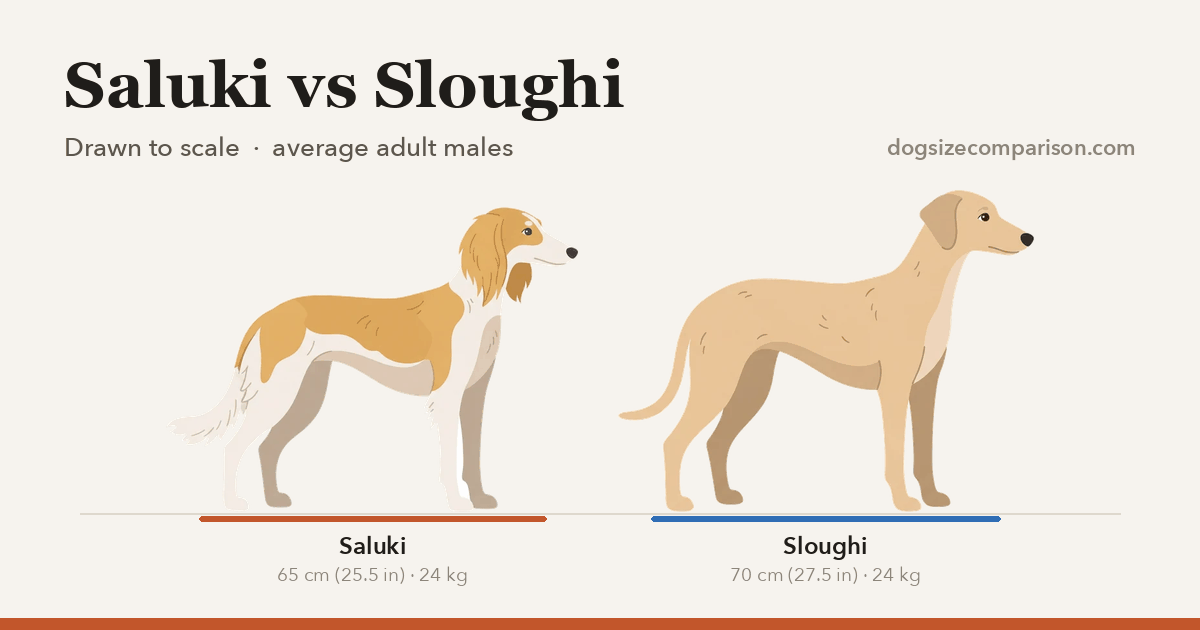 Saluki vs Sloughi
Drawn to scale · average adult males
dogsizecomparison.com
Saluki
65 cm (25.5 in) · 24 kg
Sloughi
70 cm (27.5 in) · 24 kg